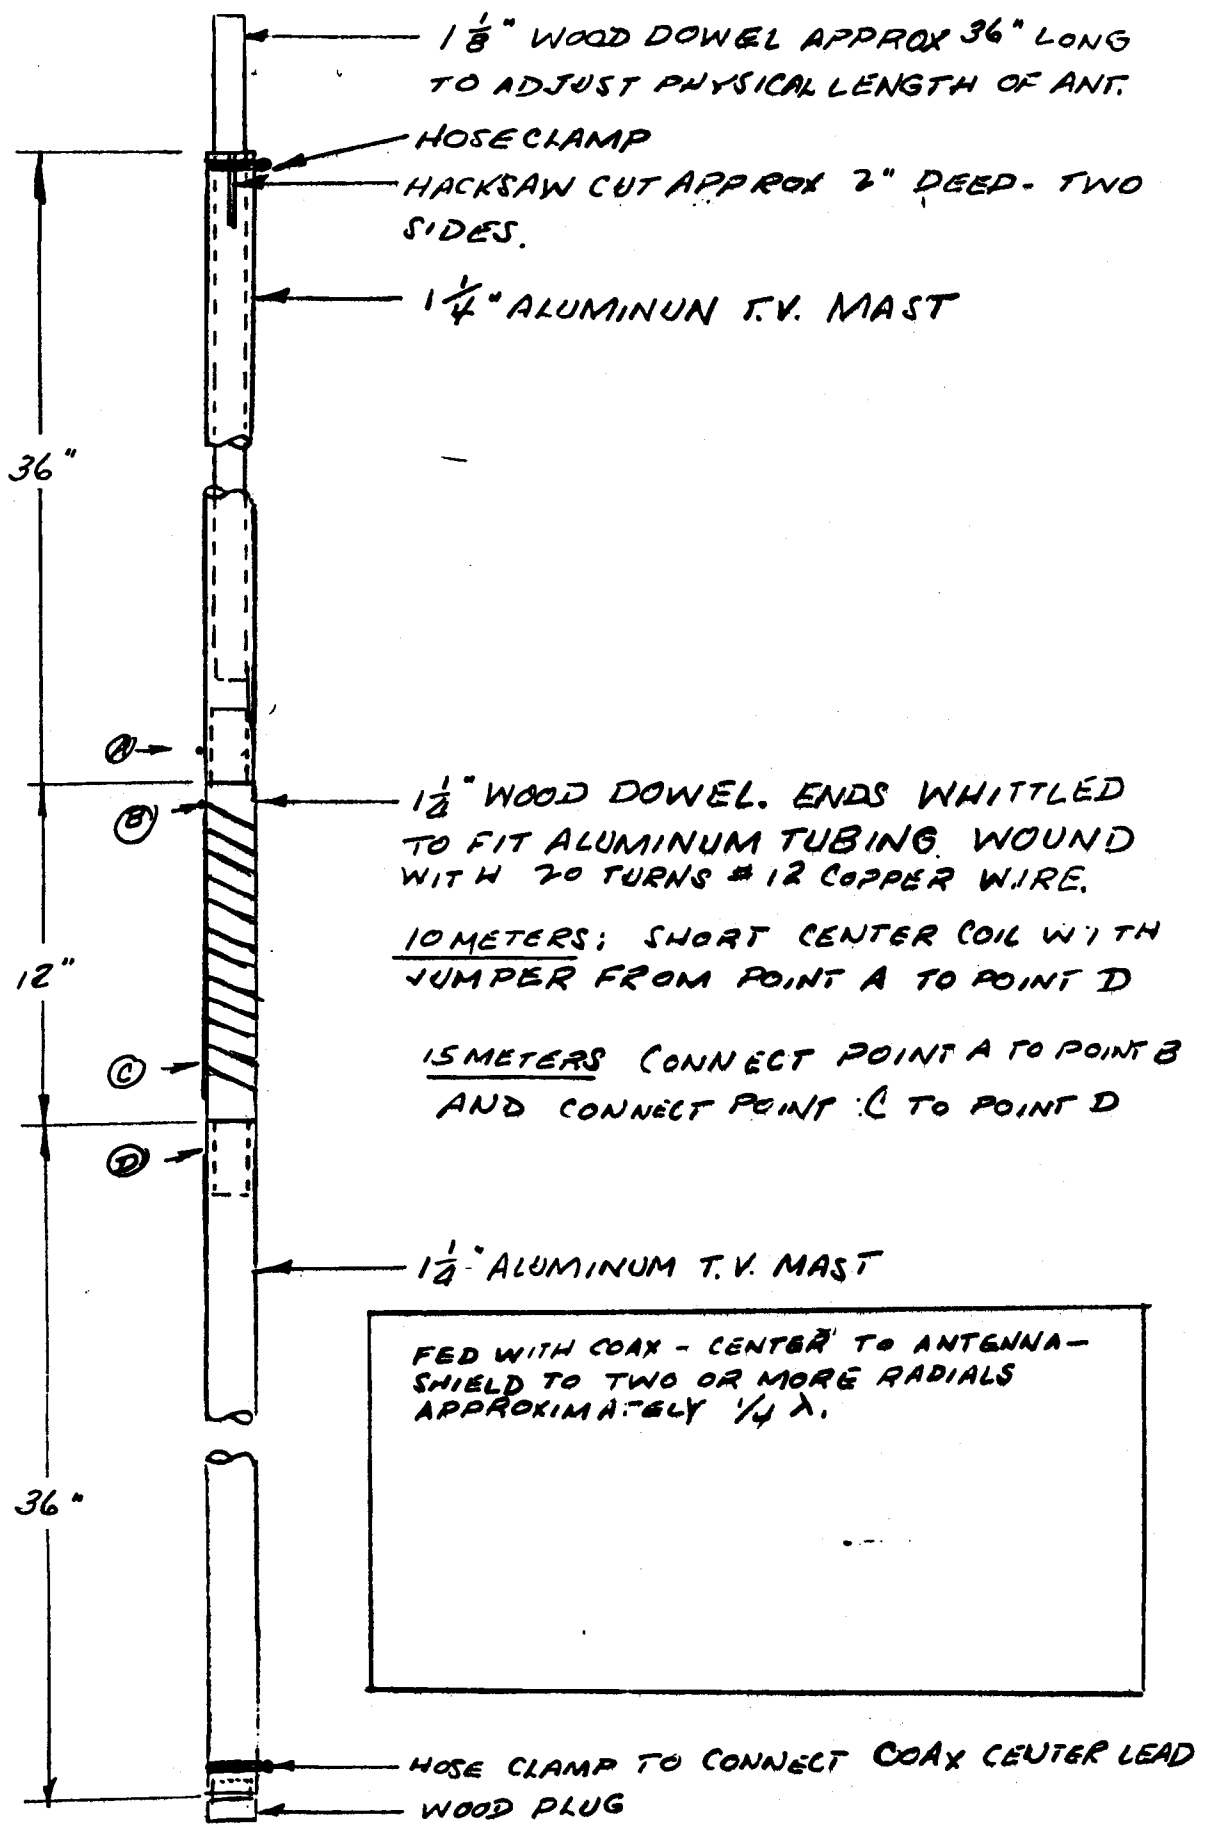 1 1/8" WOOD DOWEL APPROX 36" LONG
TO ADJUST PHYSICAL LENGTH OF ANT.
HOSE CLAMP
HACKSAW CUT APPROX 2" DEEP - TWO
SIDES.
1 1/4" ALUMINUN T.V. MAST
36"
A
1 1/4" WOOD DOWEL. ENDS WHITTLED
B
TO FIT ALUMINUM TUBING. WOUND
WITH 20 TURNS #12 COPPER WIRE.
10 METERS: SHORT CENTER COIL WITH
12"
JUMPER FROM POINT A TO POINT D
15 METERS CONNECT POINT A TO POINT B
C
AND CONNECT POINT C TO POINT D
D
1 1/4" ALUMINUM T.V. MAST
FED WITH COAX - CENTER TO ANTENNA -
SHIELD TO TWO OR MORE RADIALS
APPROXIMATELY 1/4 λ.
36"
HOSE CLAMP TO CONNECT COAX CENTER LEAD
WOOD PLUG